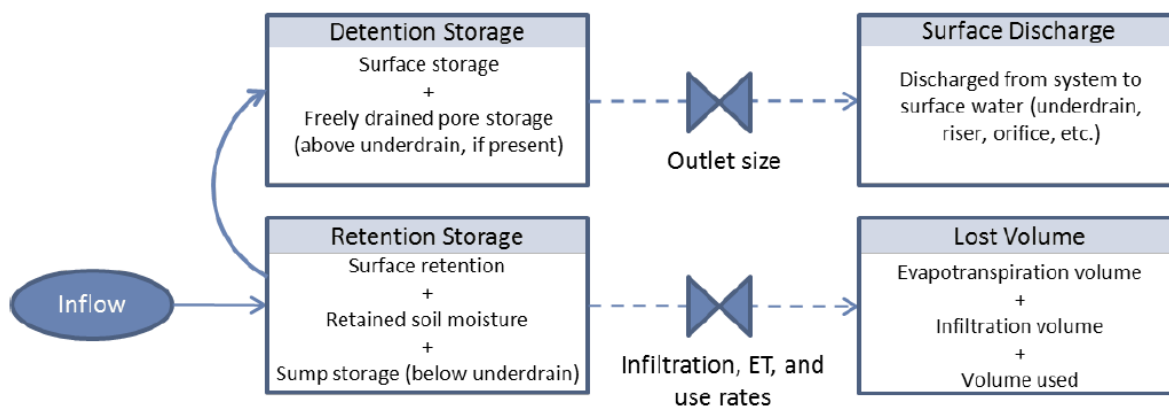 Detention Storage
Surface storage
+
Freely drained pore storage
(above underdrain, if present)
Outlet size
Surface Discharge
Discharged from system to
surface water (underdrain,
riser, orifice, etc.)
Inflow
Retention Storage
Surface retention
+
Retained soil moisture
+
Sump storage (below underdrain)
Infiltration, ET, and
use rates
Lost Volume
Evapotranspiration volume
+
Infiltration volume
+
Volume used